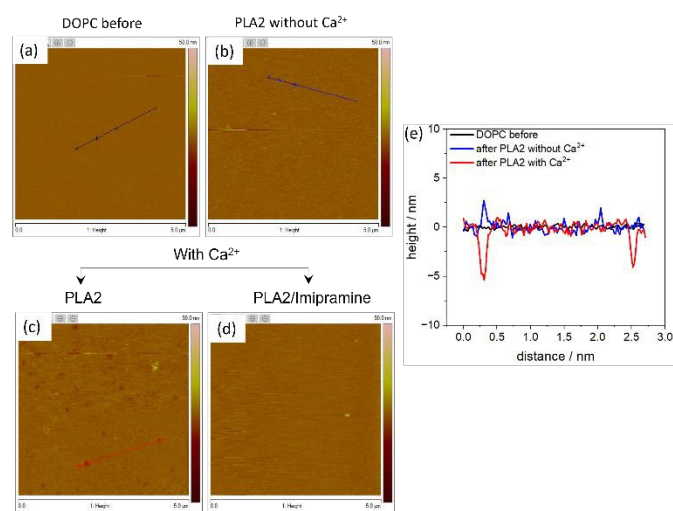 DOPC before
PLA2 without Ca²⁺
(a)
50.0 nm
0.0
1: Height
5.0 µm
(b)
50.0 nm
0.0
1: Height
5.0 µm
With Ca²⁺
PLA2
PLA2/Imipramine
(c)
50.0 nm
0.0
1: Height
5.0 µm
(d)
50.0 nm
0.0
1: Height
5.0 µm
(e)
DOPC before
after PLA2 without Ca²⁺
after PLA2 with Ca²⁺
height / nm
10
5
0
−5
−10
0.0 0.5 1.0 1.5 2.0 2.5 3.0
distance / nm